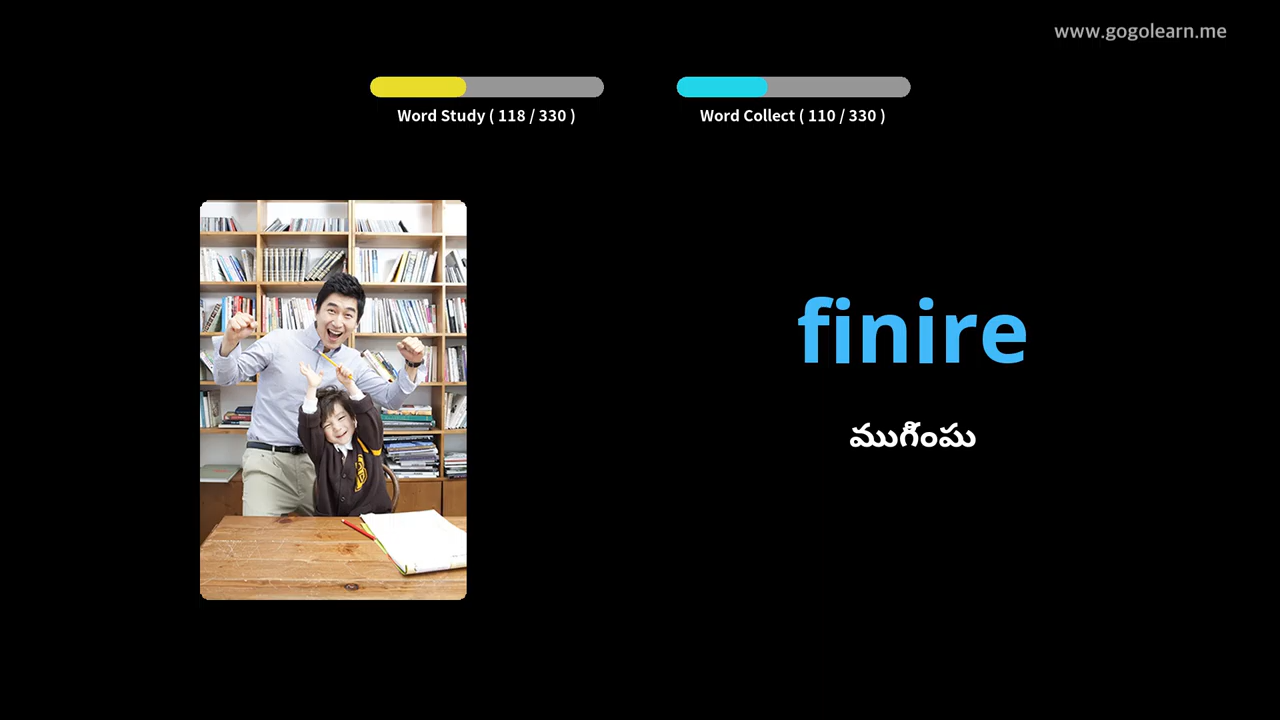 www.gogolearn.me
Word Study ( 118 / 330 )
Word Collect ( 110 / 330 )
finire
ముగింపు